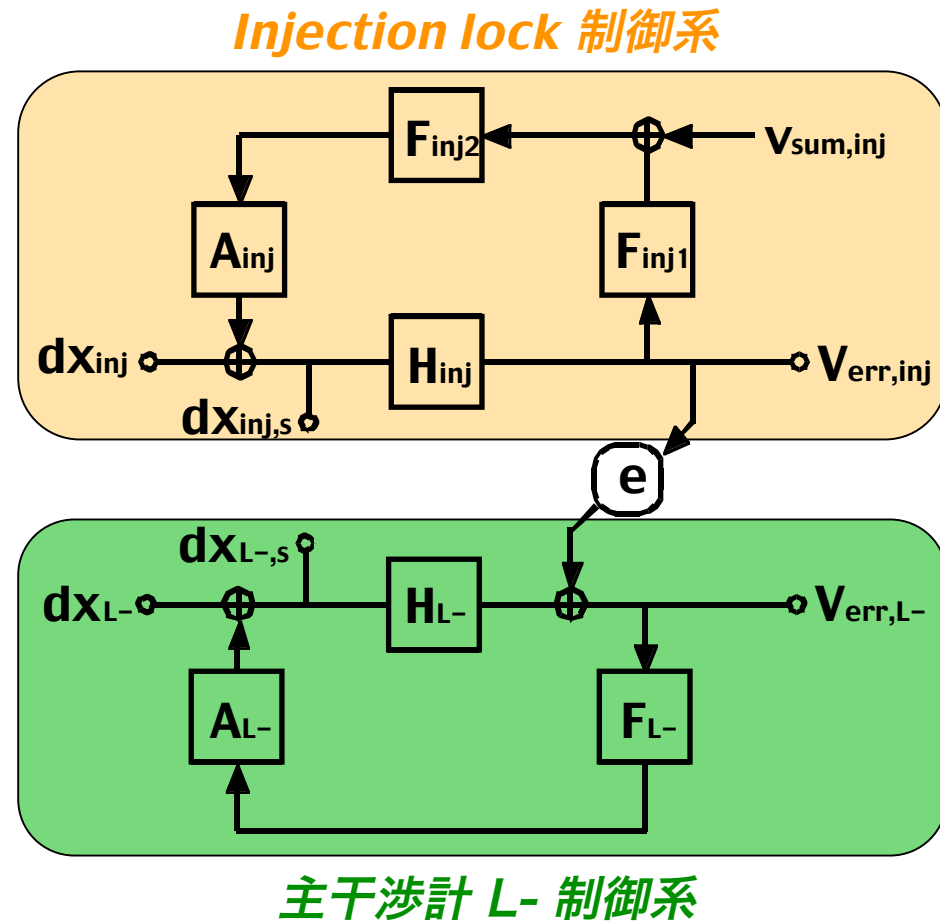 Injection lock 制御系
Finj2
vsum,inj
Ainj
Finj1
dxinj
Hinj
Verr,inj
dxinj,s
e
dxL-,s
dxL-
HL-
Verr,L-
AL-
FL-
主干渉計 L- 制御系